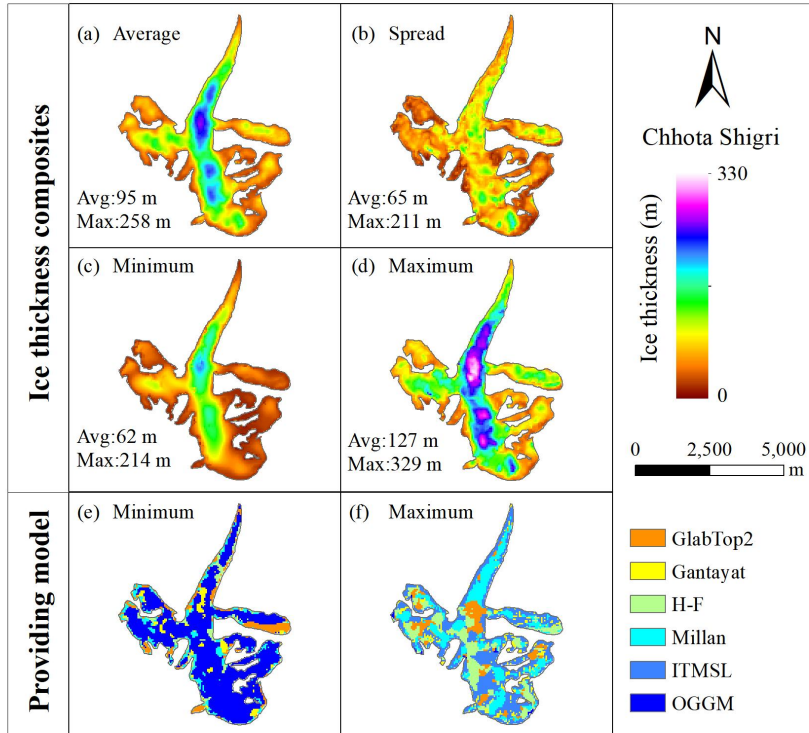 Ice thickness composites
(a) Average
Avg:95 m
Max:258 m
(b) Spread
Avg:65 m
Max:211 m
(c) Minimum
Avg:62 m
Max:214 m
(d) Maximum
Avg:127 m
Max:329 m
Providing model
(e) Minimum
(f) Maximum
N
Chhota Shigri
Ice thickness (m)
330
0
0 2,500 5,000
m
GlabTop2
Gantayat
H-F
Millan
ITMSL
OGGM